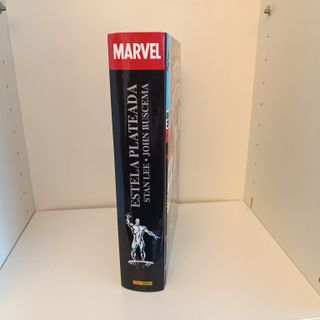 MARVEL
ESTELA PLATEADA
STAN LEE • JOHN BUSCEMA